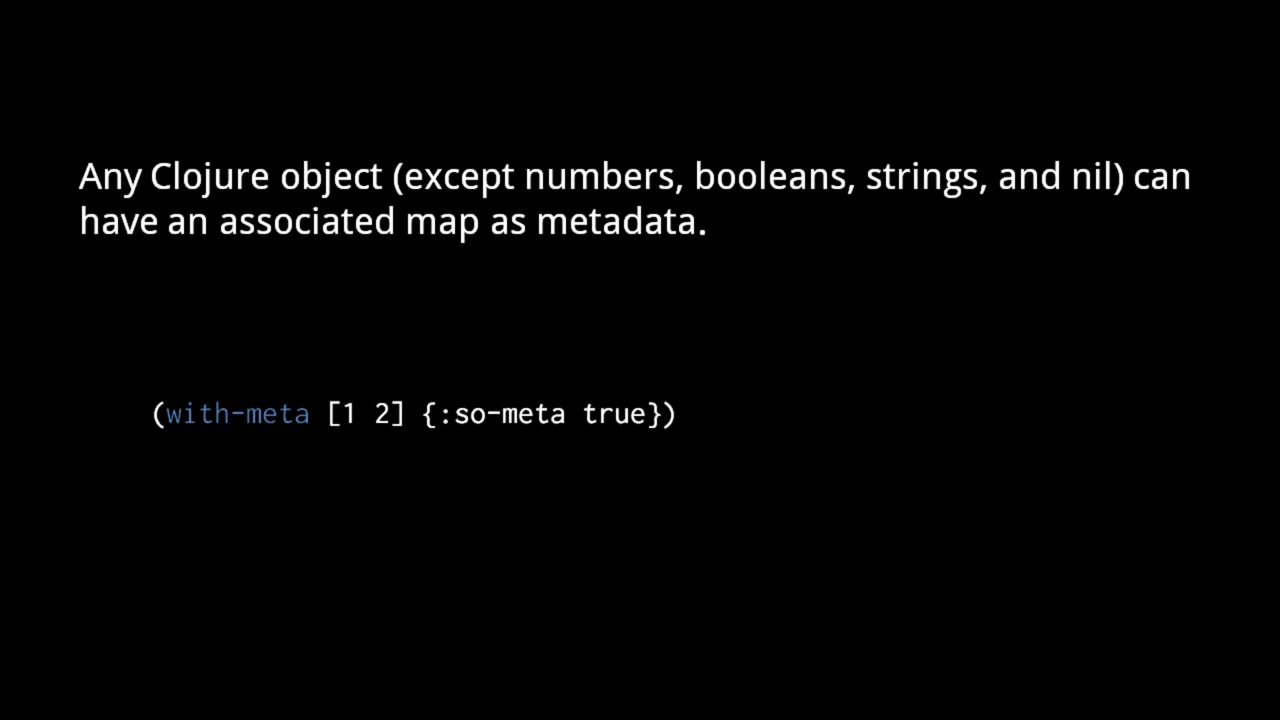 Any Clojure object (except numbers, booleans, strings, and nil) can
have an associated map as metadata.
(with-meta [1 2] {:so-meta true})